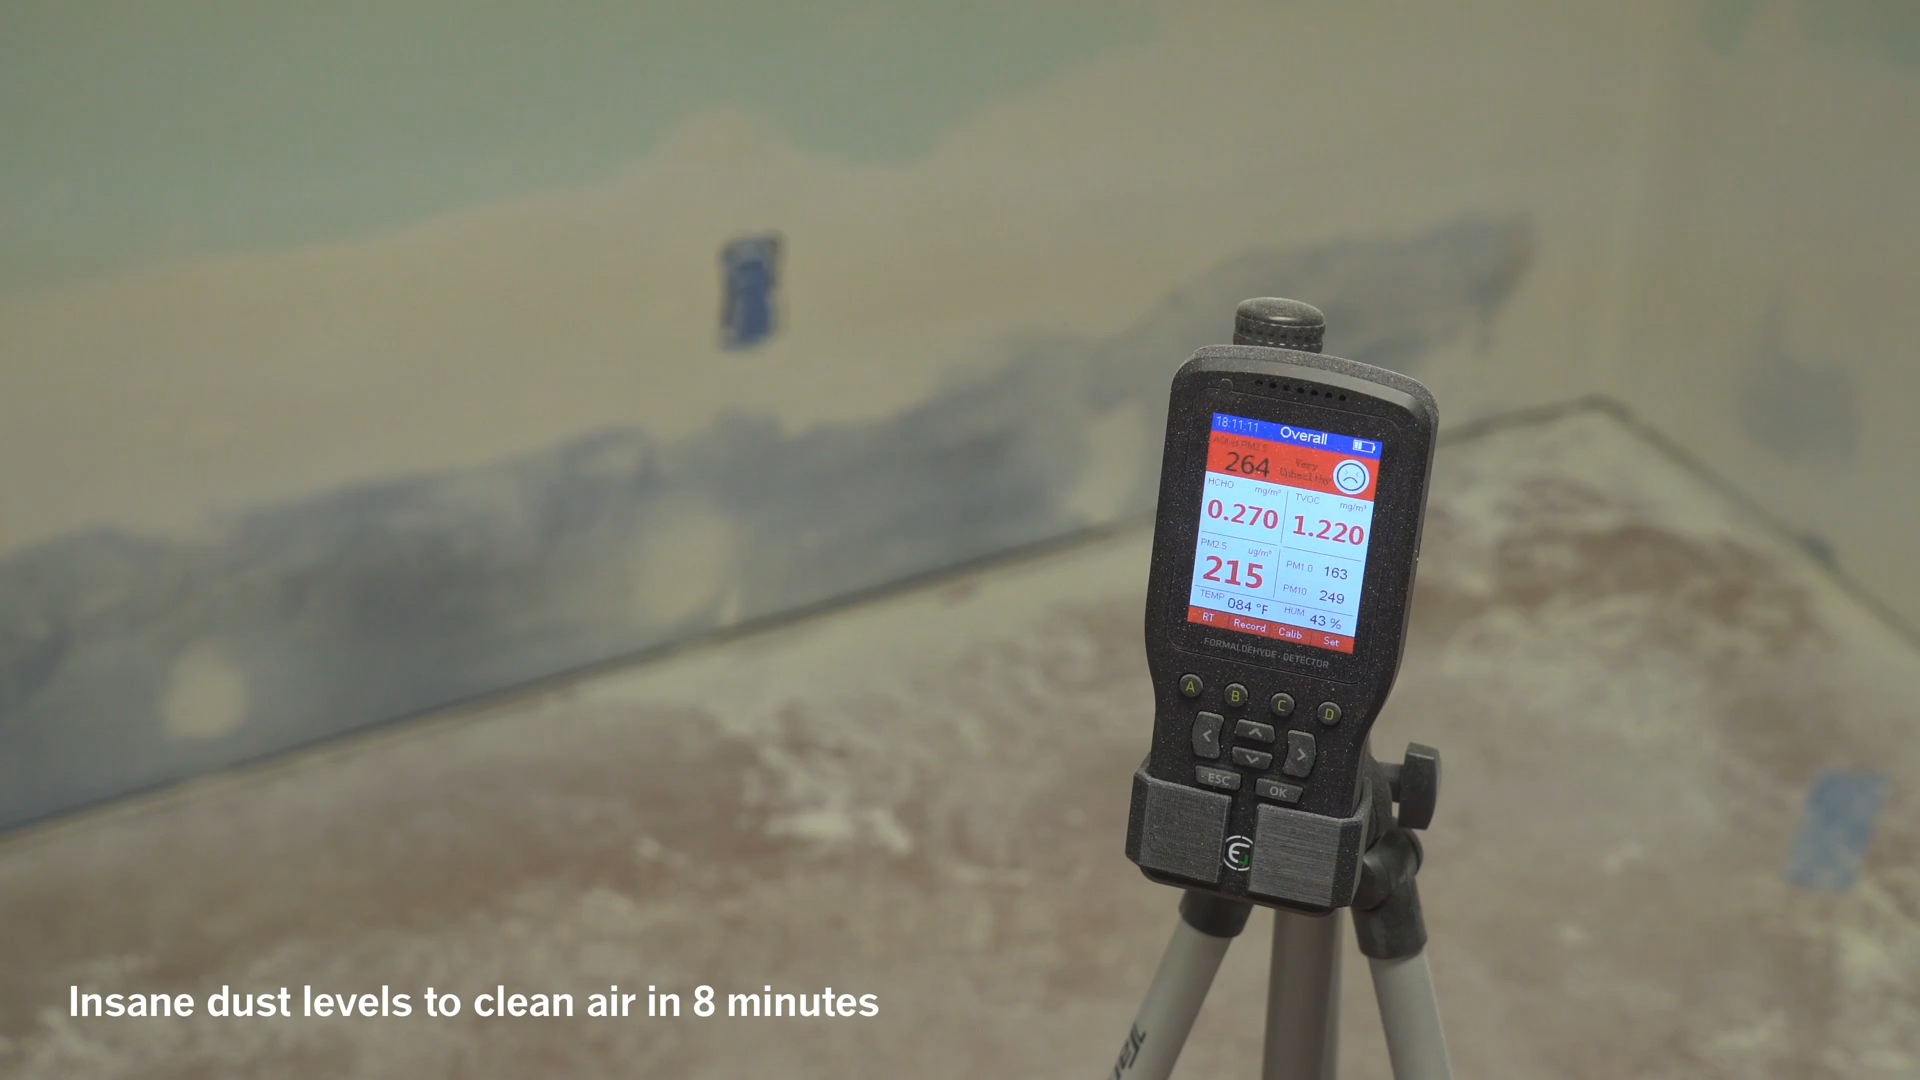 18:11:11 Overall
264 Very Unhealthy
HCHO mg/m³ TVOC mg/m³
0.270 1.220
PM2.5 ug/m³ PM1.0 163
215 PM10 249
TEMP 084 °F HUM 43 %
RT Record Calib Set
FORMALDEHYDE DETECTOR
A B C D
ESC OK
Insane dust levels to clean air in 8 minutes